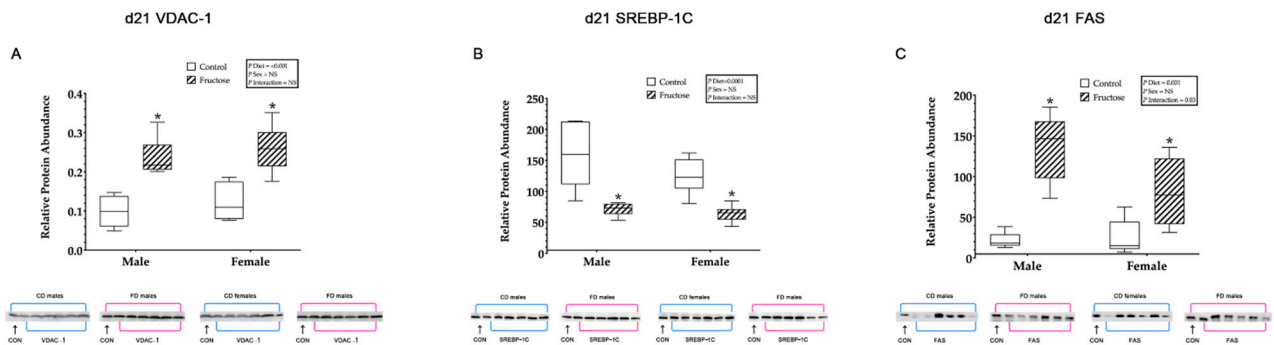 d21 VDAC-1
A
Control
Fructose
P Diet = <0.001
P Sex = NS
P Interaction = NS
Relative Protein Abundance
0.4
0.3
0.2
0.1
0.0
*
*
Male
Female
CD males
FD males
CD females
FD males
CON
VDAC -1
CON
VDAC -1
CON
VDAC -1
CON
VDAC -1
d21 SREBP-1C
B
Control
Fructose
P Diet<0.0001
P Sex = NS
P Interaction = NS
Relative Protein Abundance
250
200
150
100
50
0
*
*
Male
Female
CD males
FD males
CD females
FD males
CON
SREBP-1C
CON
SREBP-1C
CON
SREBP-1C
CON
SREBP-1C
d21 FAS
C
Control
Fructose
P Diet = 0.001
P Sex = NS
P Interaction = 0.03
Relative Protein Abundance
200
150
100
50
0
*
*
Male
Female
CD males
FD males
CD females
FD males
CON
FAS
CON
FAS
CON
FAS
CON
FAS